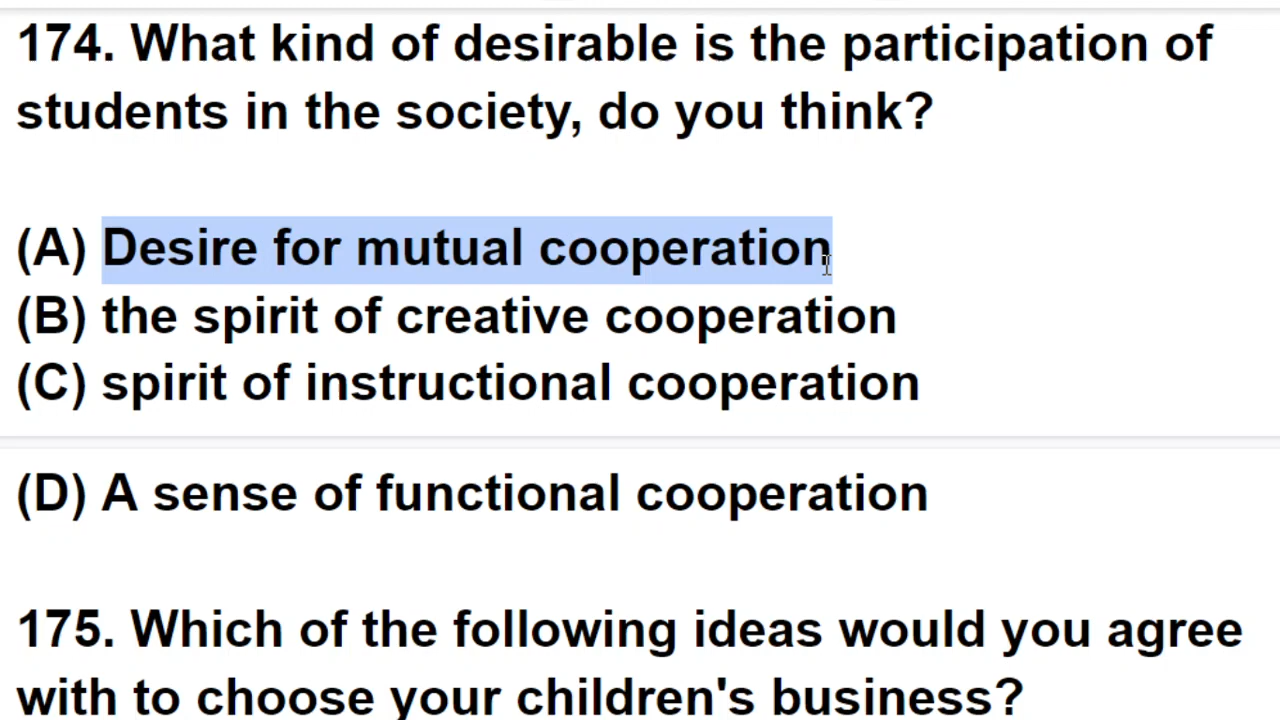 174. What kind of desirable is the participation of
students in the society, do you think?
(A) Desire for mutual cooperation
(B) the spirit of creative cooperation
(C) spirit of instructional cooperation
(D) A sense of functional cooperation
175. Which of the following ideas would you agree
with to choose your children's business?